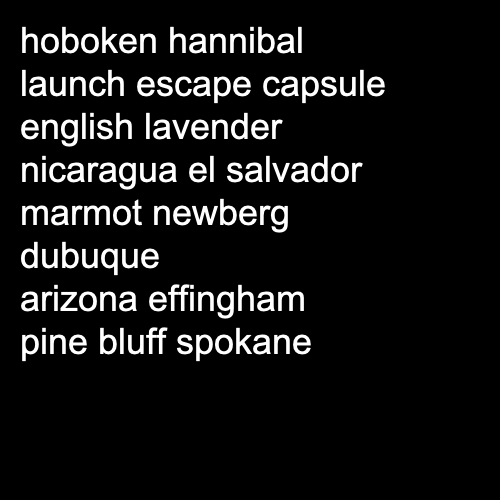 hoboken hannibal
launch escape capsule
english lavender
nicaragua el salvador
marmot newberg
dubuque
arizona effingham
pine bluff spokane